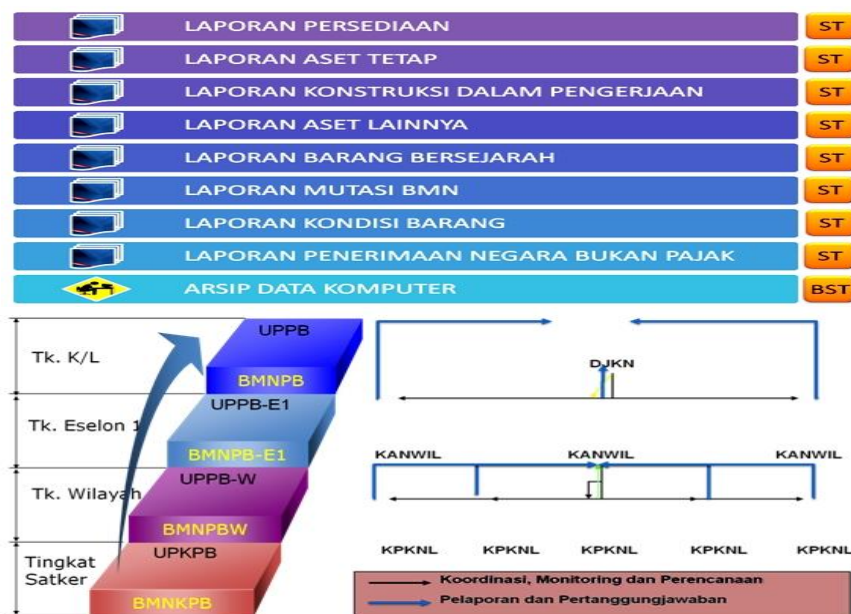 LAPORAN PERSEDIAAN ST
LAPORAN ASET TETAP ST
LAPORAN KONSTRUKSI DALAM PENGERJAAN ST
LAPORAN ASET LAINNYA ST
LAPORAN BARANG BERSEJARAH ST
LAPORAN MUTASI BMN ST
LAPORAN KONDISI BARANG ST
LAPORAN PENERIMAAN NEGARA BUKAN PAJAK ST
ARSIP DATA KOMPUTER BST
Tk. K/L
UPPB
BMNPB
Tk. Eselon 1
UPPB-E1
BMNPB-E1
Tk. Wilayah
UPPB-W
BMNPBW
Tingkat
Satker
UPKPB
BMNKPB
DJKN
KANWIL KANWIL KANWIL
KPKNL KPKNL KPKNL KPKNL KPKNL
Koordinasi, Monitoring dan Perencanaan
Pelaporan dan Pertanggungjawaban